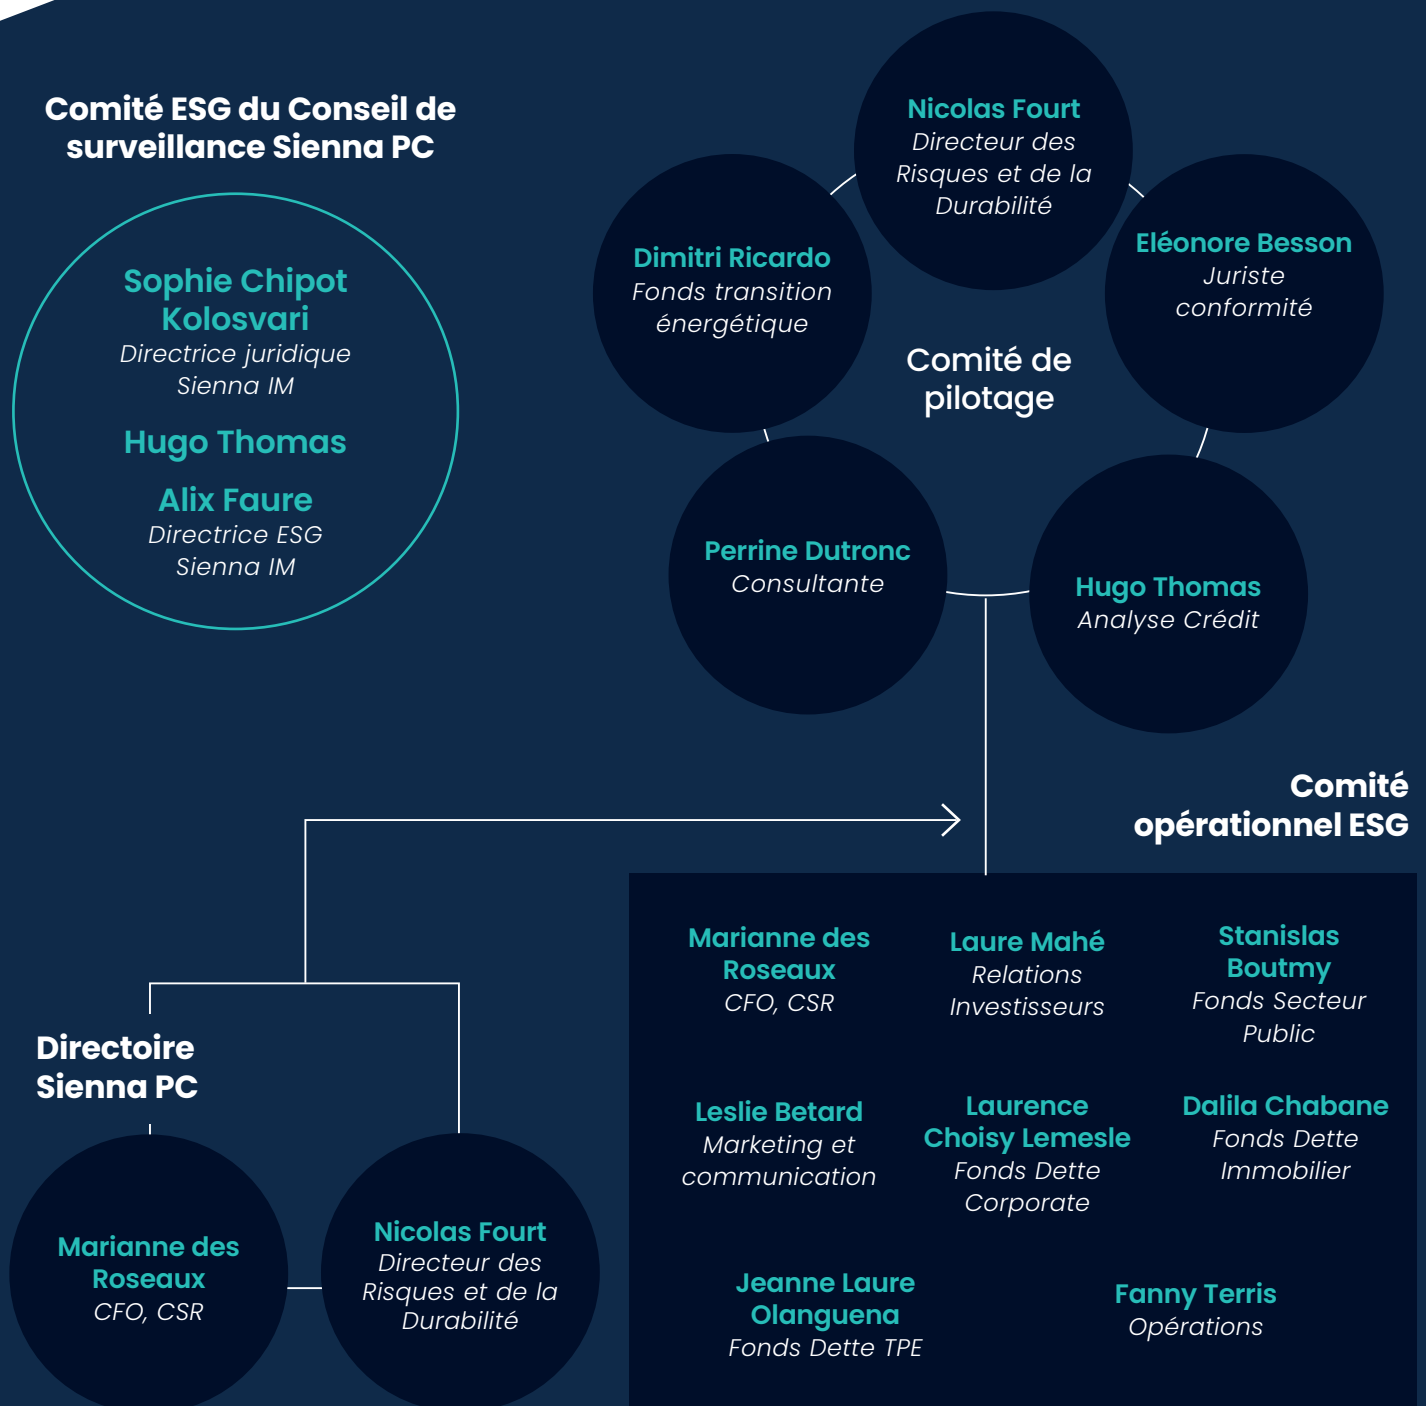 Comité ESG du Conseil de
surveillance Sienna PC
Sophie Chipot
Kolosvari
Directrice juridique
Sienna IM
Hugo Thomas
Alix Faure
Directrice ESG
Sienna IM
Nicolas Fourt
Directeur des
Risques et de la
Durabilité
Dimitri Ricardo
Fonds transition
énergétique
Eléonore Besson
Juriste
conformité
Comité de
pilotage
Perrine Dutronc
Consultante
Hugo Thomas
Analyse Crédit
Comité
opérationnel ESG
Marianne des
Roseaux
CFO, CSR
Laure Mahé
Relations
Investisseurs
Stanislas
Boutmy
Fonds Secteur
Public
Leslie Betard
Marketing et
communication
Laurence
Choisy Lemesle
Fonds Dette
Corporate
Dalila Chabane
Fonds Dette
Immobilier
Jeanne Laure
Olanguena
Fonds Dette TPE
Fanny Terris
Opérations
Directoire
Sienna PC
Marianne des
Roseaux
CFO, CSR
Nicolas Fourt
Directeur des
Risques et de la
Durabilité